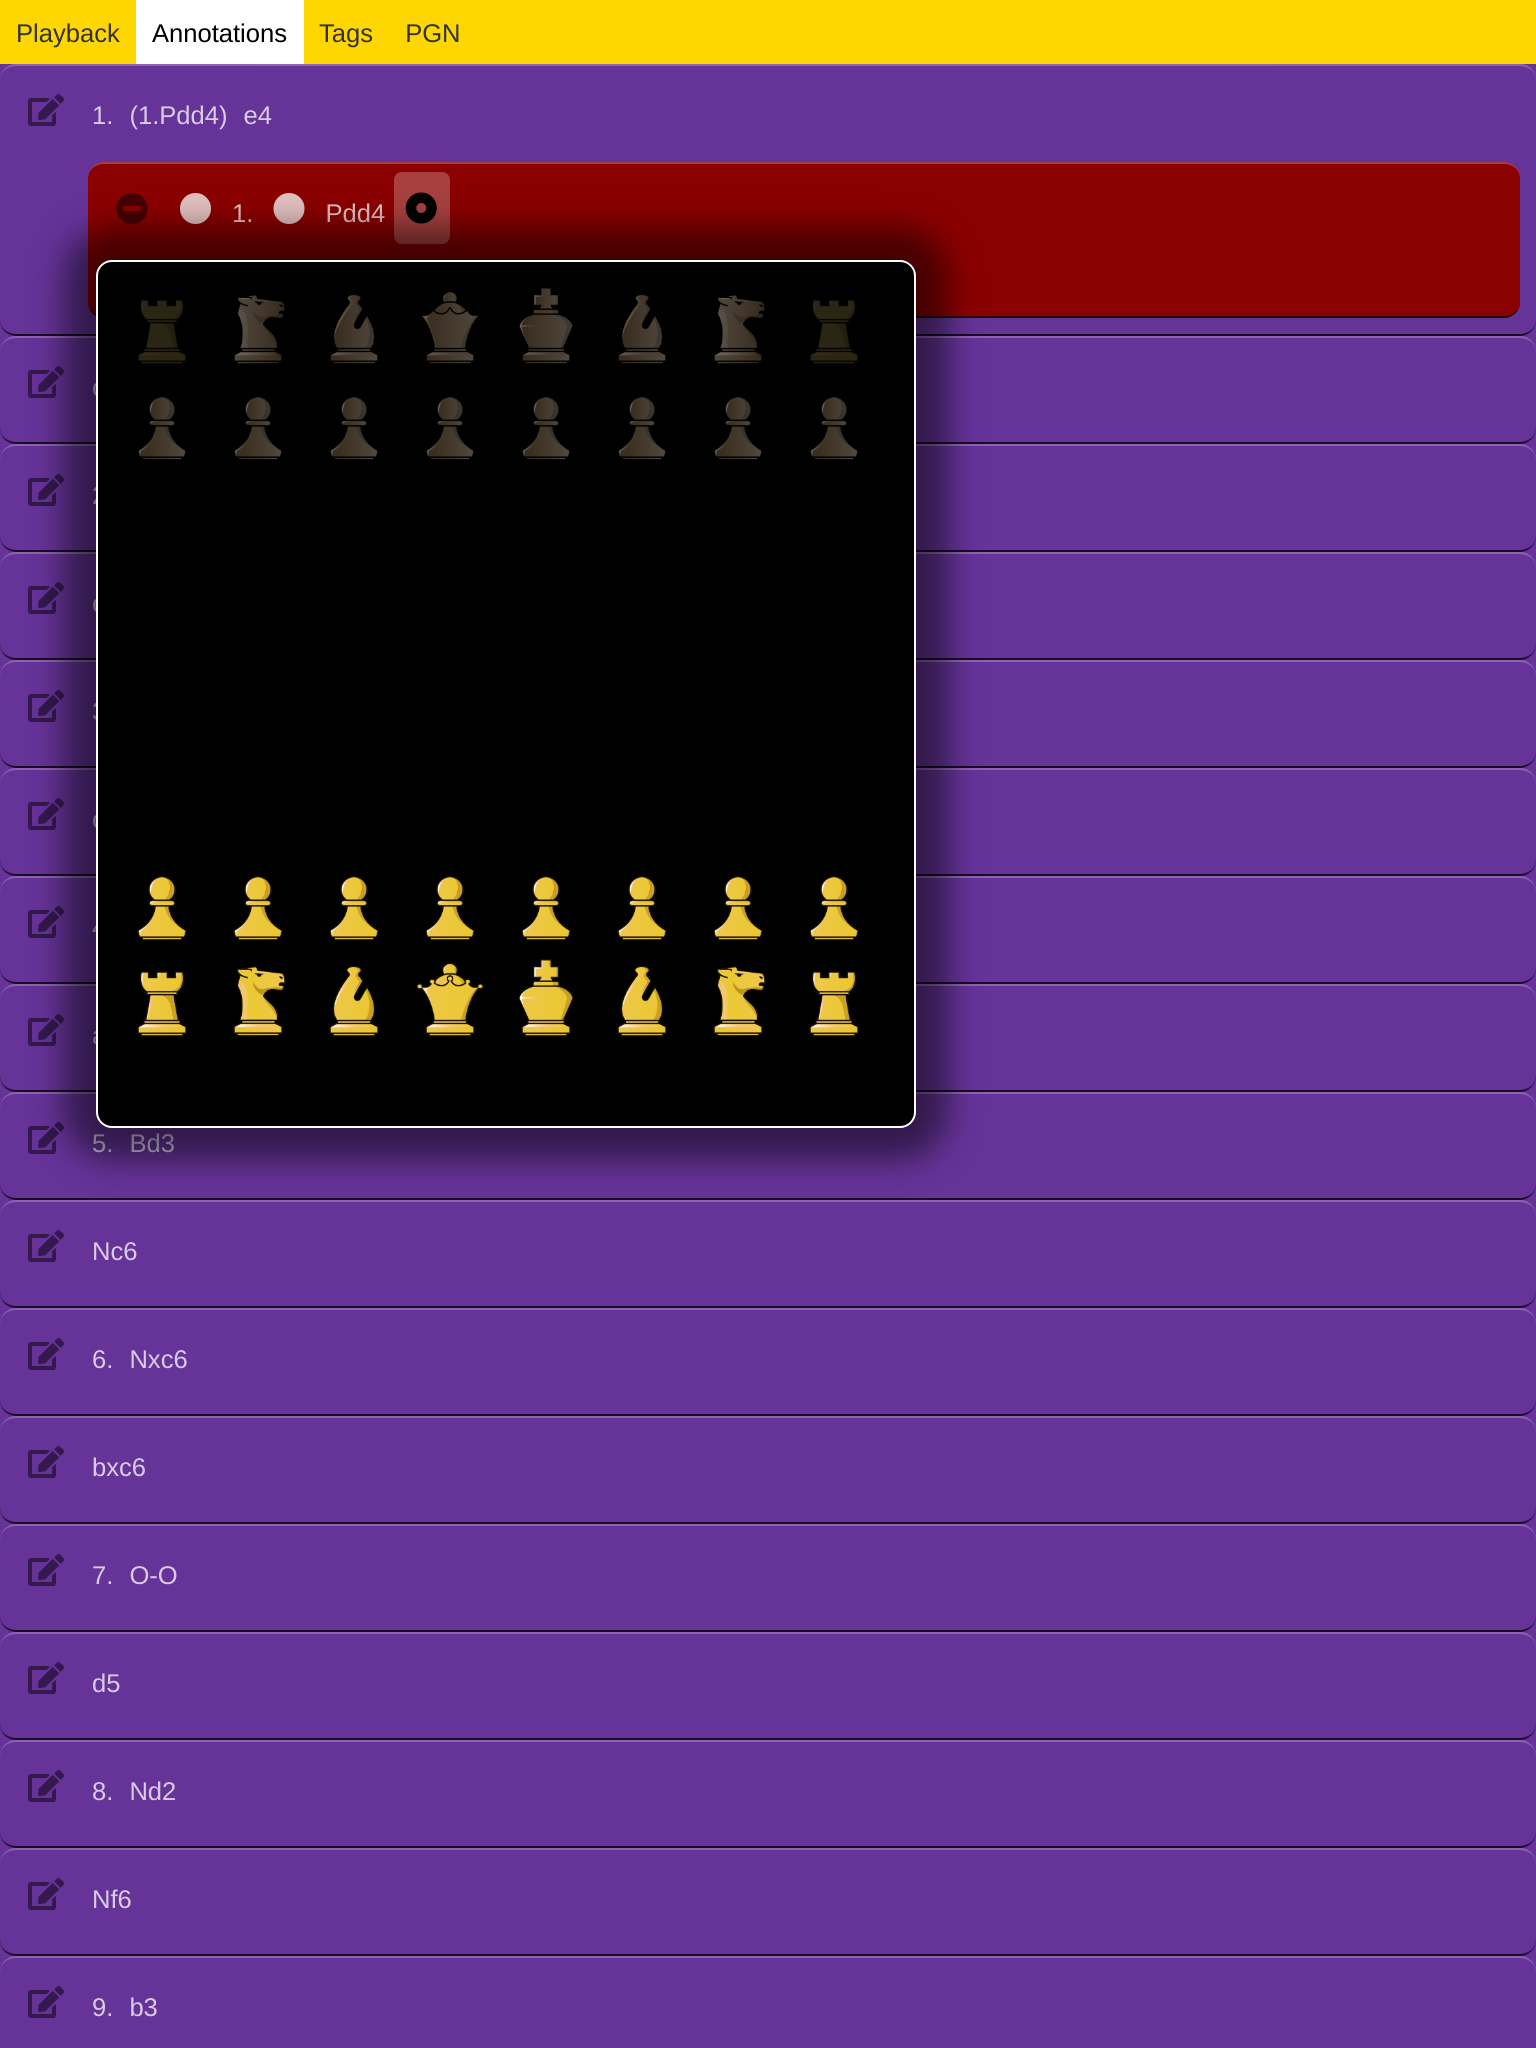 Playback Annotations Tags PGN
1. (1.Pdd4) e4
1. Pdd4
5. Bd3
Nc6
6. Nxc6
bxc6
7. O-O
d5
8. Nd2
Nf6
9. b3